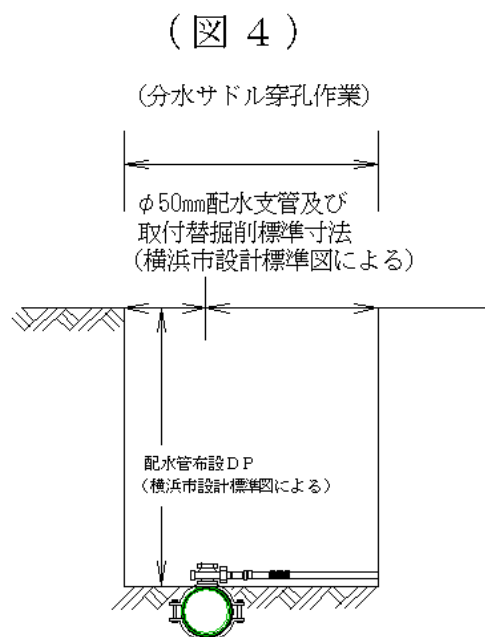 (図4)
(分水サドル穿孔作業)
φ50mm配水支管及び
取付替掘削標準寸法
(横浜市設計標準図による)
配水管布設DP
(横浜市設計標準図による)